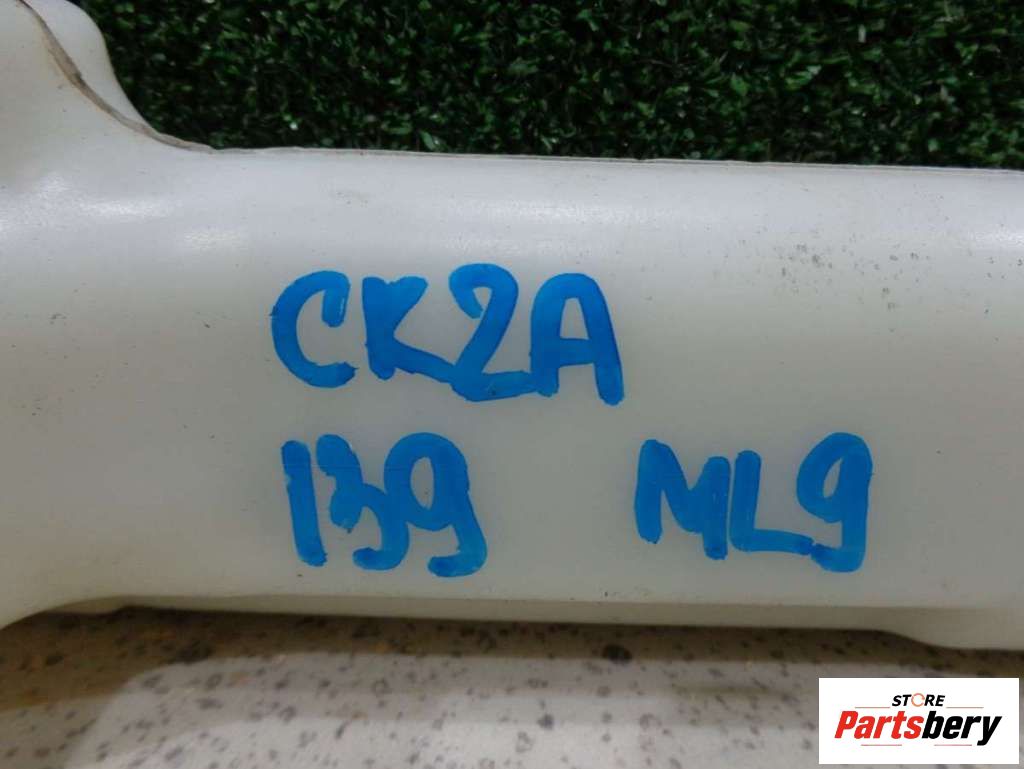 CK2A
139 ML9
STORE
Partsbery